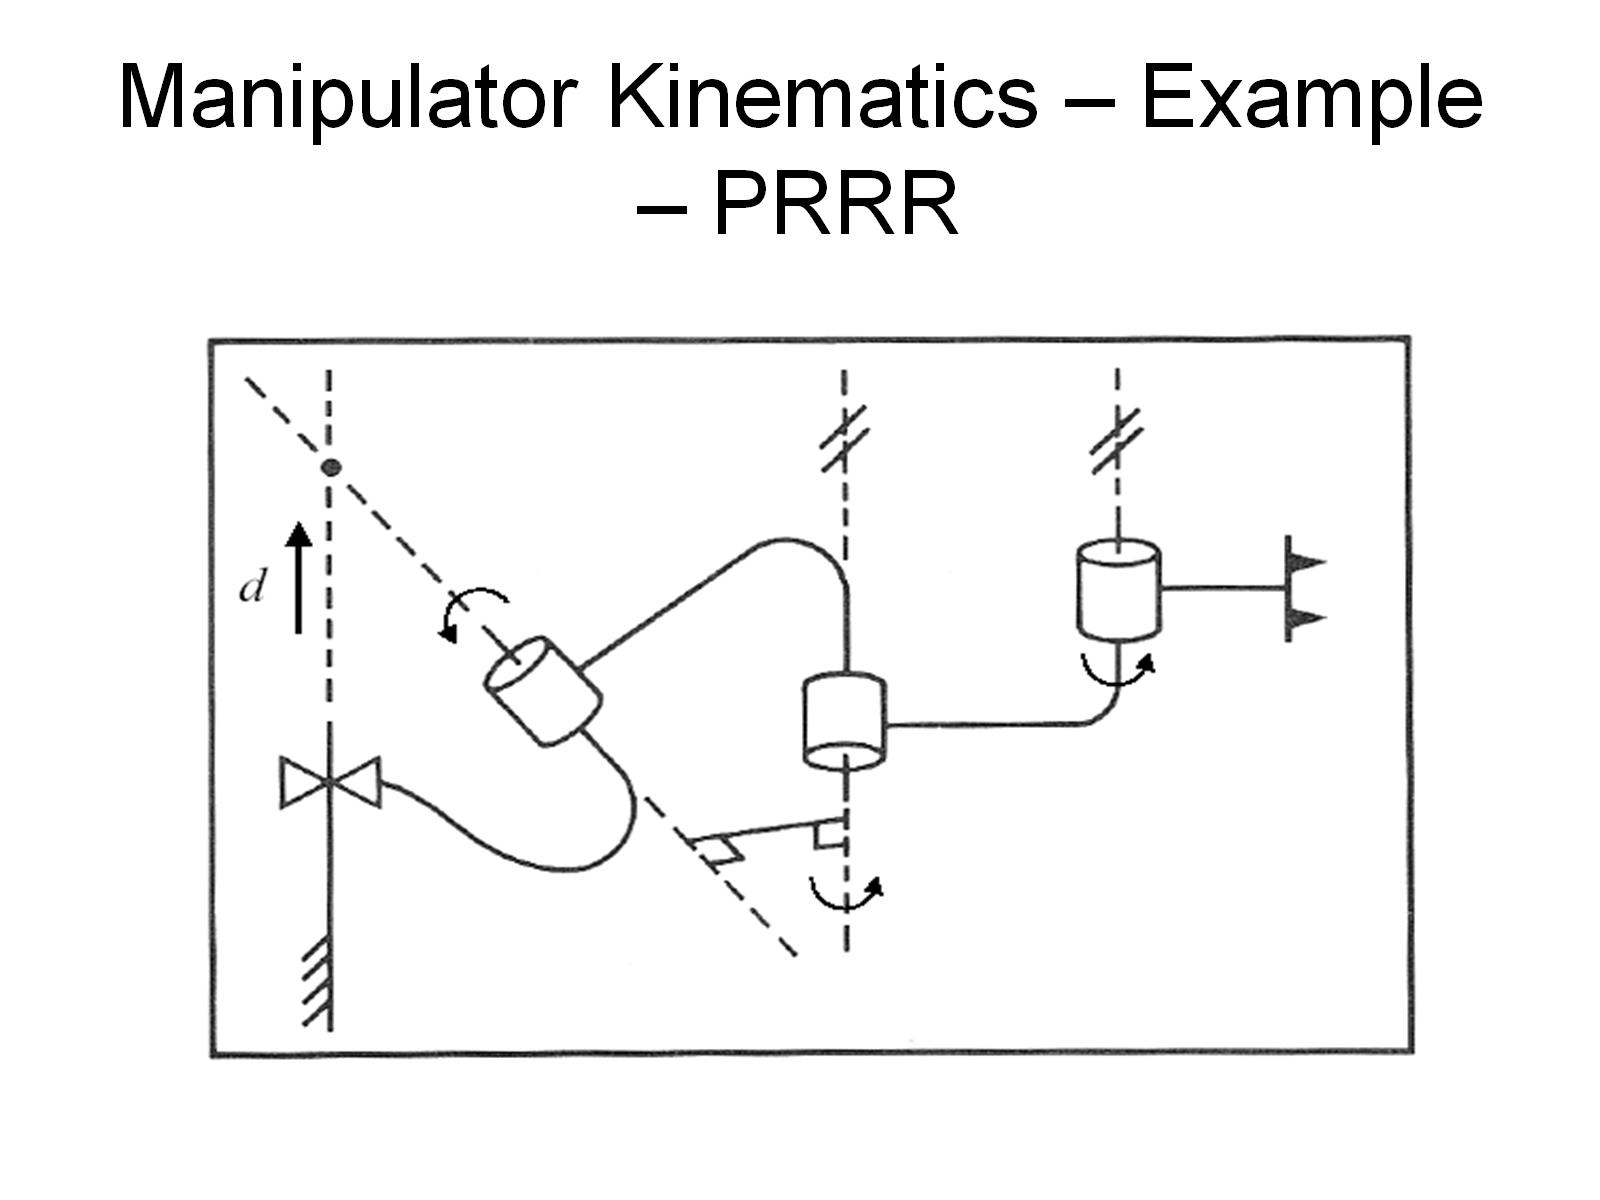 Manipulator Kinematics – Example
– PRRR
d